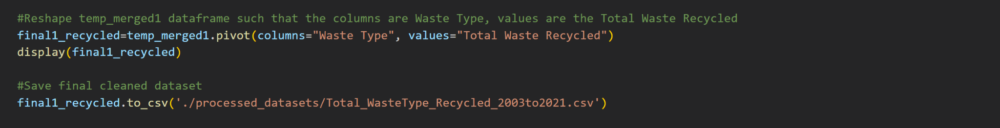 #Reshape temp_merged1 dataframe such that the columns are Waste Type, values are the Total Waste Recycled
final1_recycled=temp_merged1.pivot(columns="Waste Type", values="Total Waste Recycled")
display(final1_recycled)
#Save final cleaned dataset
final1_recycled.to_csv('./processed_datasets/Total_WasteType_Recycled_2003to2021.csv')